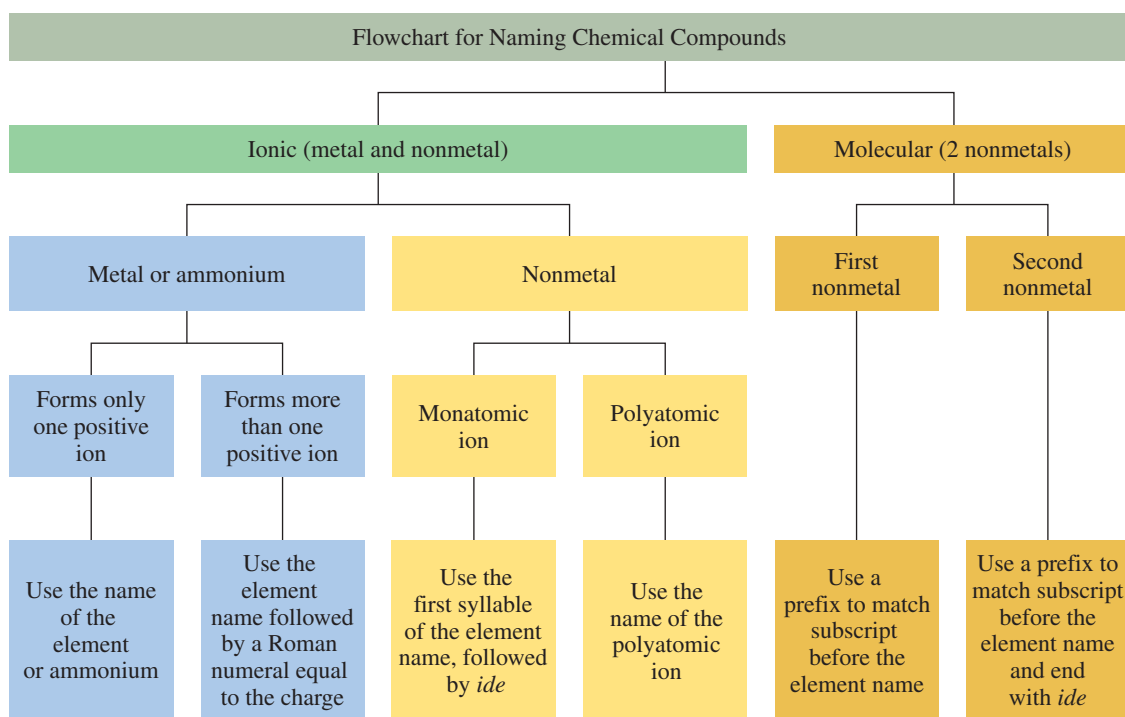 Flowchart for Naming Chemical Compounds
Ionic (metal and nonmetal)
Molecular (2 nonmetals)
Metal or ammonium
Nonmetal
First
nonmetal
Second
nonmetal
Forms only
one positive
ion
Forms more
than one
positive ion
Monatomic
ion
Polyatomic
ion
Use the name
of the
element
or ammonium
Use the
element
name followed
by a Roman
numeral equal
to the charge
Use the
first syllable
of the element
name, followed
by ide
Use the
name of the
polyatomic
ion
Use a
prefix to match
subscript
before the
element name
Use a prefix to
match subscript
before the
element name
and end
with ide